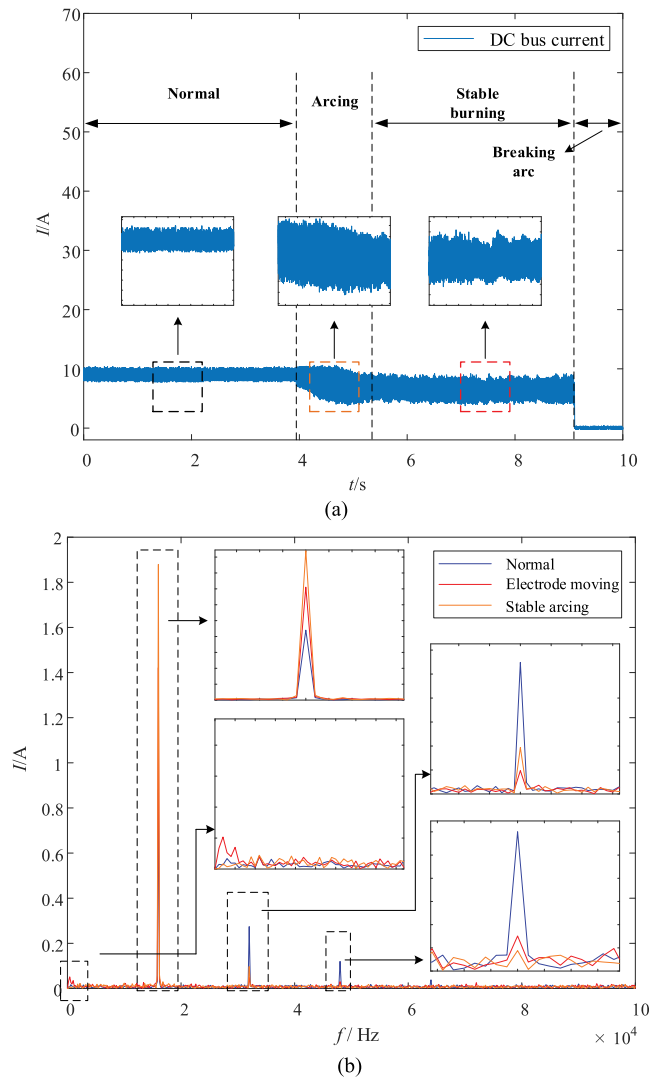 70
60
50
40
30
20
10
0
I/A
DC bus current
Normal
Arcing
Stable
burning
Breaking
arc
0 2 4 6 8 10
t/s
(a)
2
1.8
1.6
1.4
1.2
1
0.8
0.6
0.4
0.2
0
I/A
Normal
Electrode moving
Stable arcing
0 2 4 6 8 10
× 10⁴
f / Hz
(b)